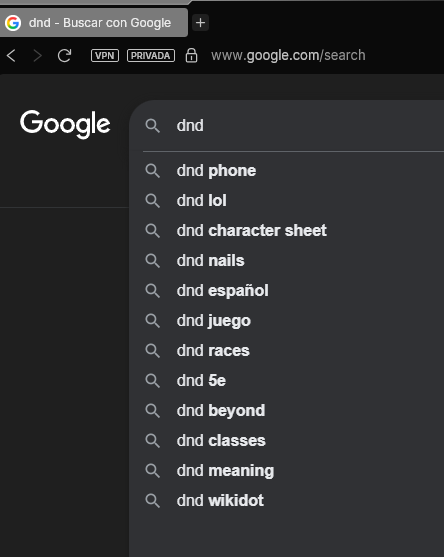 dnd - Buscar con Google
VPN PRIVADA www.google.com/search
Google
dnd
dnd phone
dnd lol
dnd character sheet
dnd nails
dnd español
dnd juego
dnd races
dnd 5e
dnd beyond
dnd classes
dnd meaning
dnd wikidot